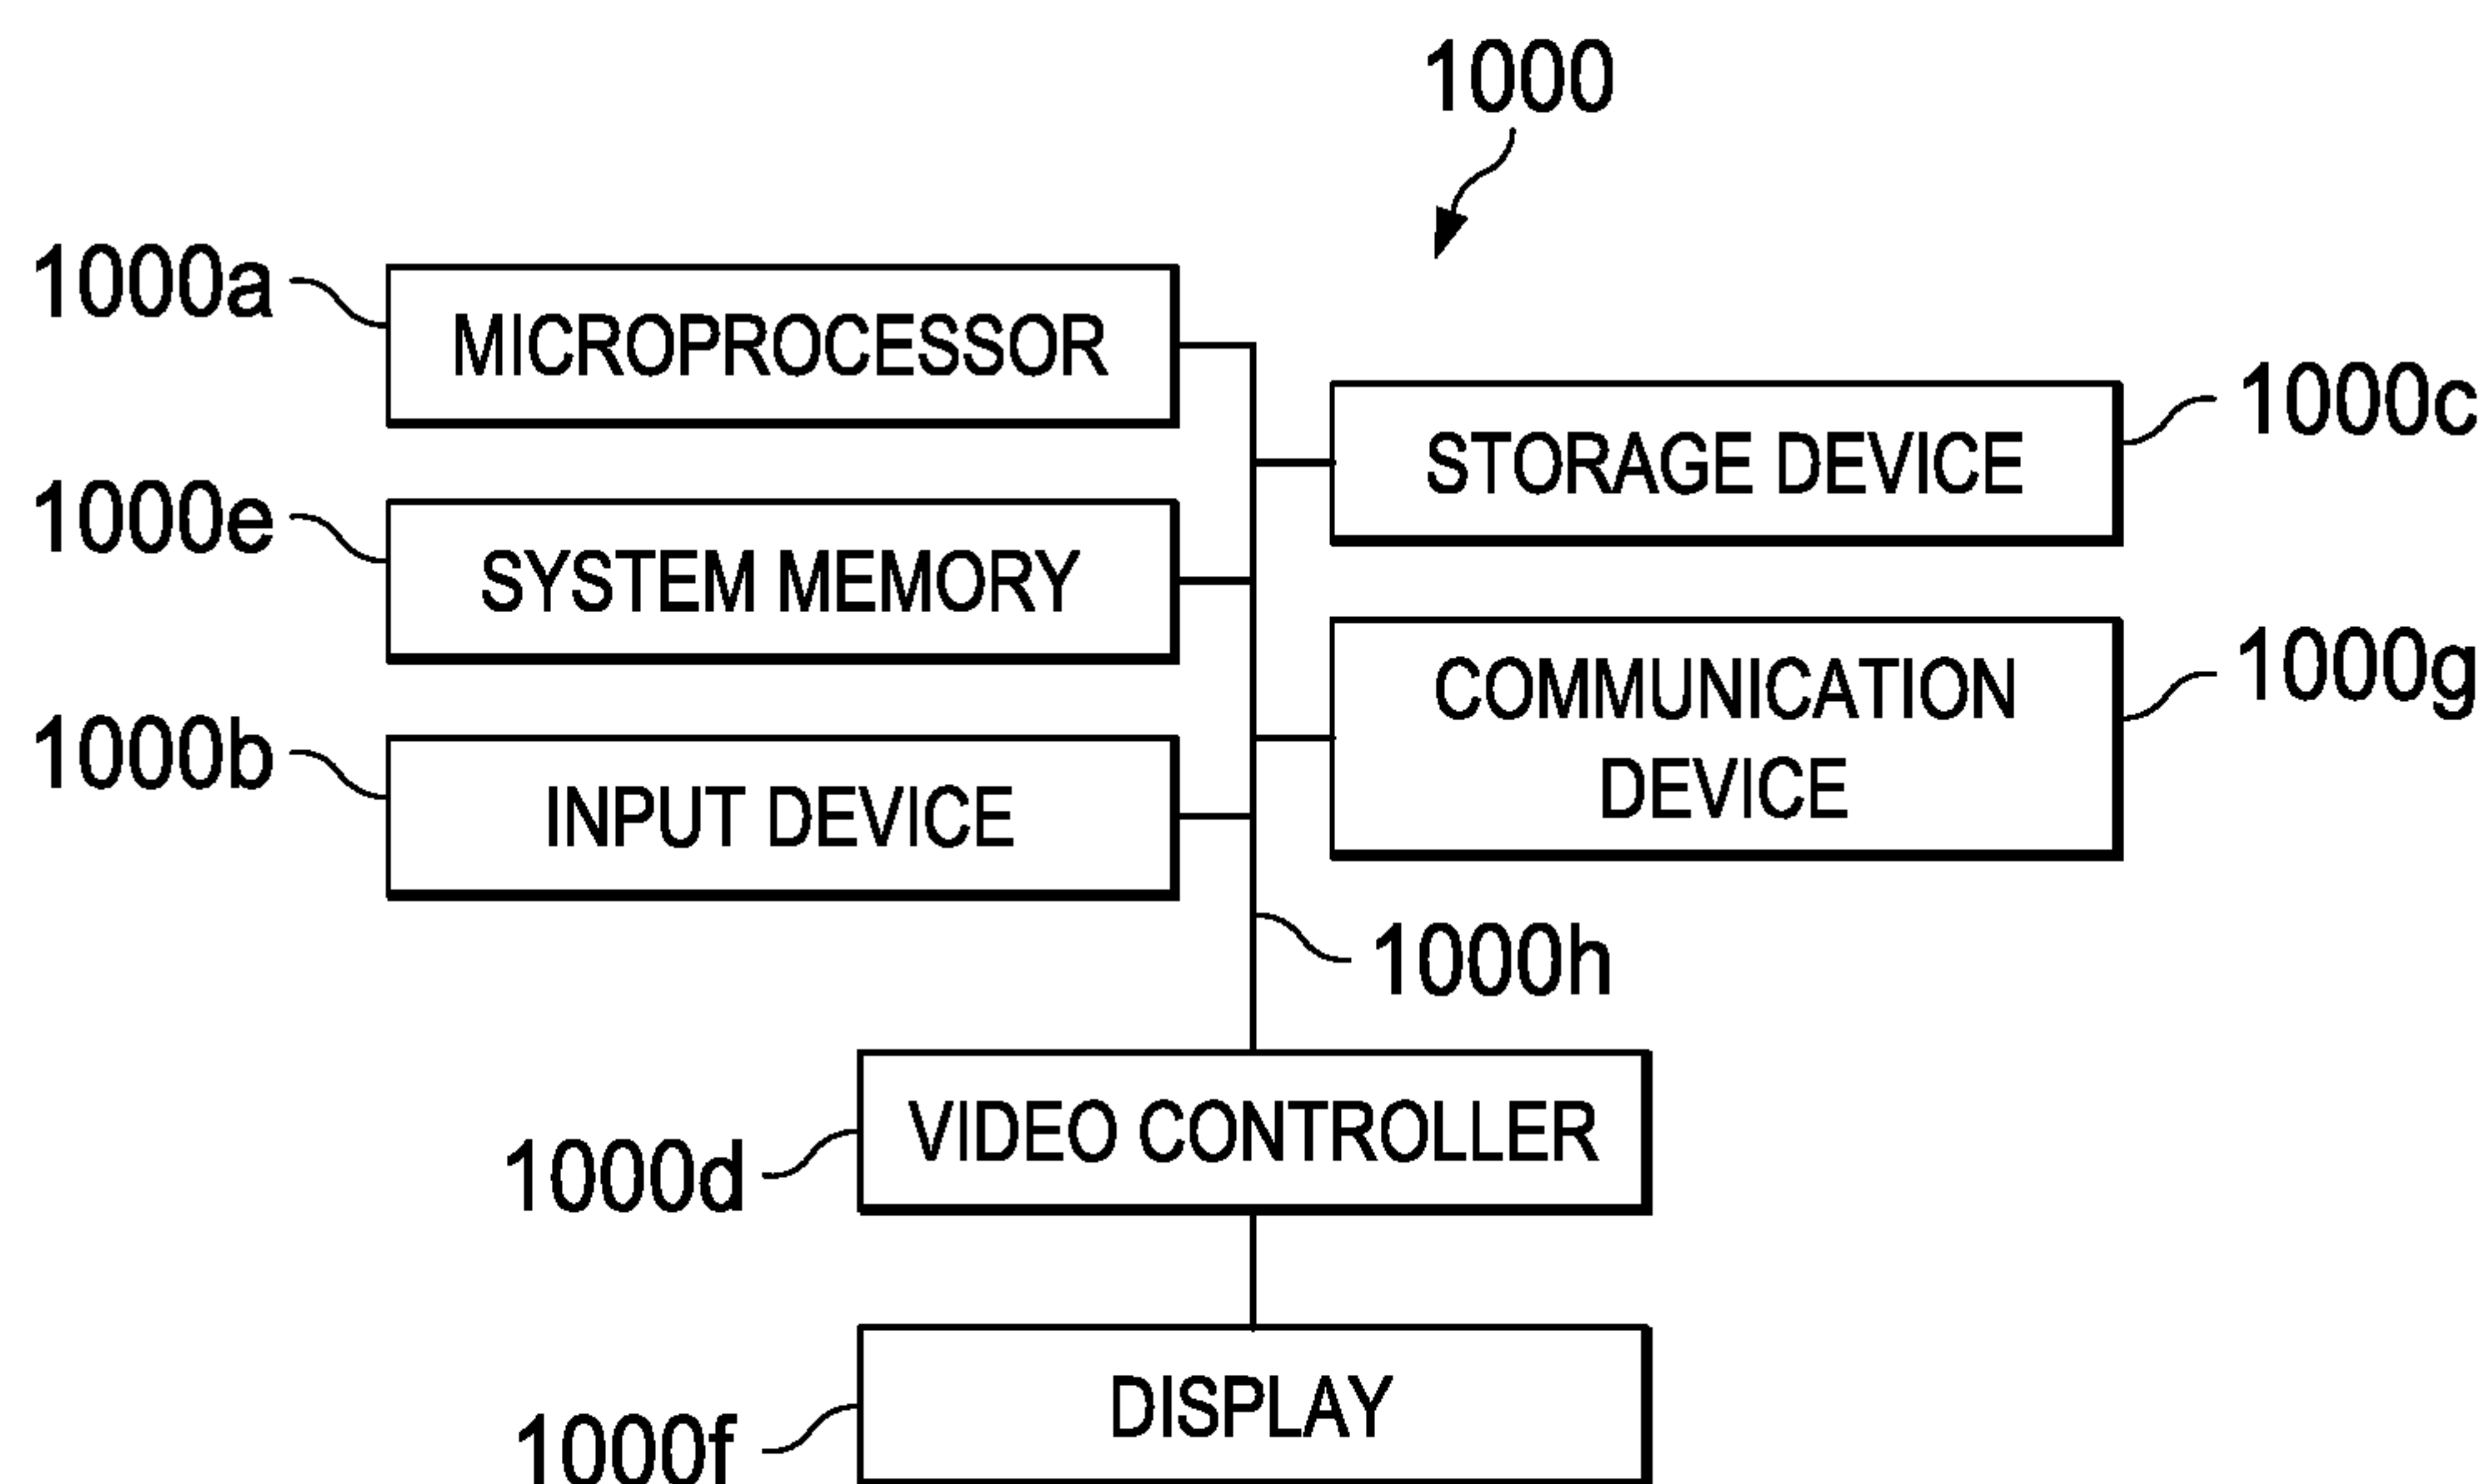 1000
1000a
MICROPROCESSOR
STORAGE DEVICE
1000c
1000e
SYSTEM MEMORY
COMMUNICATION
DEVICE
1000g
1000b
INPUT DEVICE
1000h
VIDEO CONTROLLER
1000d
DISPLAY
1000f